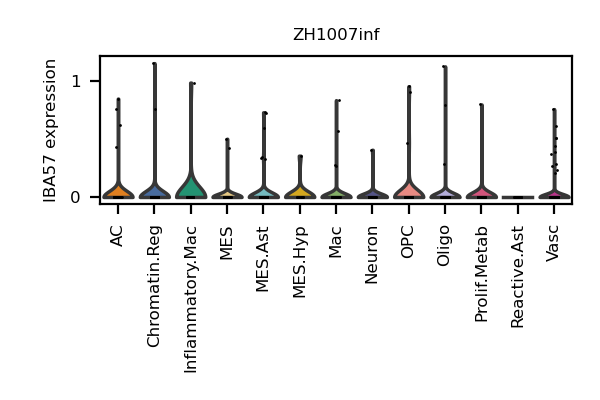 ZH1007inf
IBA57 expression
1
0
AC
Chromatin.Reg
Inflammatory.Mac
MES
MES.Ast
MES.Hyp
Mac
Neuron
OPC
Oligo
Prolif.Metab
Reactive.Ast
Vasc